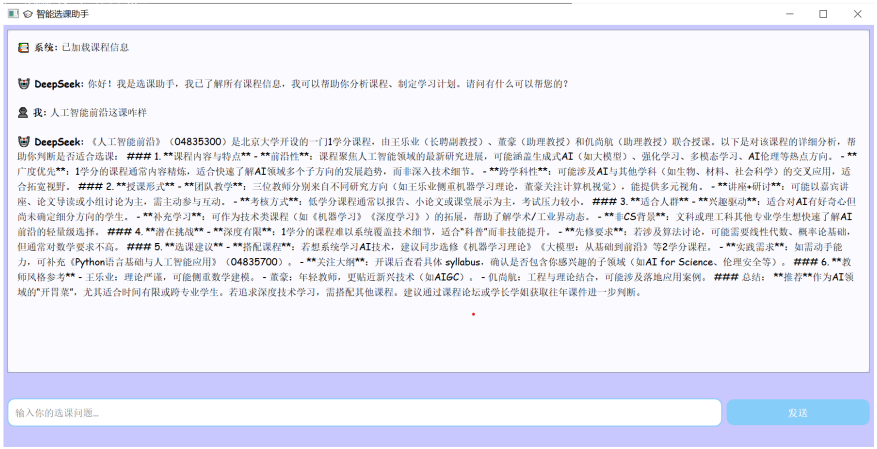 智能选课助手
系统: 已加载课程信息
DeepSeek: 你好！我是选课助手，我已了解所有课程信息，我可以帮助你分析课程、制定学习计划。请问有什么可以帮您的？
我: 人工智能前沿这课咋样
DeepSeek: 《人工智能前沿》（04835300）是北京大学开设的一门1学分课程，由王乐业（长聘副教授）、董豪（助理教授）和仉尚航（助理教授）联合授课。以下是对该课程的详细分析，帮
助你判断是否适合选课： ### 1. **课程内容与特点** - **前沿性**：课程聚焦人工智能领域的最新研究进展，可能涵盖生成式AI（如大模型）、强化学习、多模态学习、AI伦理等热点方向。 - **
广度优先**：1学分的课程通常内容精炼，适合快速了解AI领域多个子方向的发展趋势，而非深入技术细节。 - **跨学科性**：可能涉及AI与其他学科（如生物、材料、社会科学）的交叉应用，适
合拓宽视野。 ### 2. **授课形式** - **团队教学**：三位教师分别来自不同研究方向（如王乐业侧重机器学习理论，董豪关注计算机视觉），能提供多元视角。 - **讲座+研讨**：可能以嘉宾讲
座、论文导读或小组讨论为主，需主动参与互动。 - **考核方式**：低学分课程通常以报告、小论文或课堂展示为主，考试压力较小。 ### 3. **适合人群** - **兴趣驱动**：适合对AI有好奇心但
尚未确定细分方向的学生。 - **补充学习**：可作为技术类课程（如《机器学习》《深度学习》）的拓展，帮助了解学术/工业界动态。 - **非CS背景**：文科或理工科其他专业学生想快速了解AI
前沿的轻量级选择。 ### 4. **潜在挑战** - **深度有限**：1学分的课程难以系统覆盖技术细节，适合“科普”而非技能提升。 - **先修要求**：若涉及算法讨论，可能需要线性代数、概率论基础，
但通常对数学要求不高。 ### 5. **选课建议** - **搭配课程**：若想系统学习AI技术，建议同步选修《机器学习理论》《大模型：从基础到前沿》等2学分课程。 - **实践需求**：如需动手能
力，可补充《Python语言基础与人工智能应用》（04835700）。 - **关注大纲**：开课后查看具体 syllabus，确认是否包含你感兴趣的子领域（如AI for Science、伦理安全等）。 ### 6. **教
师风格参考** - 王乐业：理论严谨，可能侧重数学建模。 - 董豪：年轻教师，更贴近新兴技术（如AIGC）。 - 仉尚航：工程与理论结合，可能涉及落地应用案例。 ### 总结： **推荐**作为AI领
域的“开胃菜”，尤其适合时间有限或跨专业学生。若追求深度技术学习，需搭配其他课程。建议通过课程论坛或学长学姐获取往年课件进一步判断。
输入你的选课问题...
发送